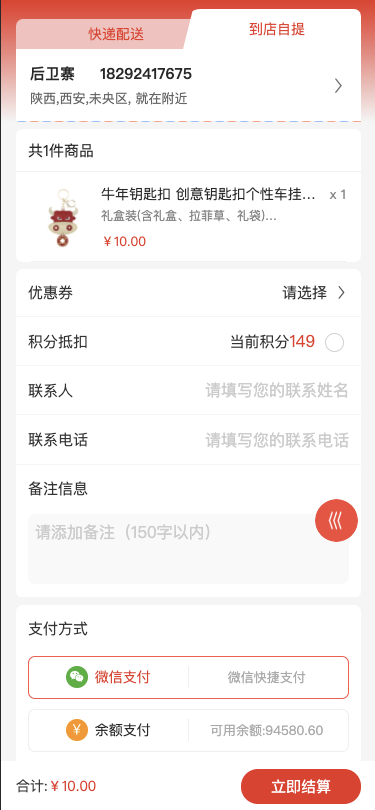 快递配送
到店自提
后卫寨 18292417675
陕西,西安,未央区, 就在附近
共1件商品
牛年钥匙扣 创意钥匙扣个性车挂... x 1
礼盒装(含礼盒、拉菲草、礼袋)...
￥10.00
优惠券 请选择
积分抵扣 当前积分149
联系人 请填写您的联系姓名
联系电话 请填写您的联系电话
备注信息
请添加备注（150字以内）
支付方式
微信支付 微信快捷支付
余额支付 可用余额:94580.60
合计:￥10.00 立即结算